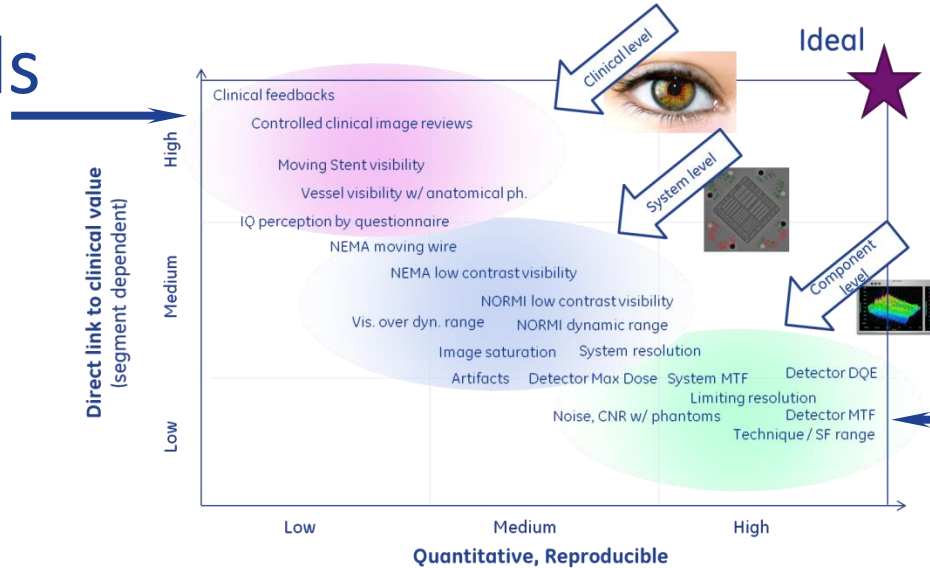 ls
Ideal
Clinical level
System level
Component
level
Clinical feedbacks
Controlled clinical image reviews
Moving Stent visibility
Vessel visibility w/ anatomical ph.
IQ perception by questionnaire
NEMA moving wire
NEMA low contrast visibility
NORMI low contrast visibility
Vis. over dyn. range
NORMI dynamic range
Image saturation
System resolution
Artifacts
Detector Max Dose
System MTF
Detector DQE
Limiting resolution
Noise, CNR w/ phantoms
Detector MTF
Technique / SF range
High
Medium
Low
Direct link to clinical value
(segment dependent)
Low
Medium
High
Quantitative, Reproducible